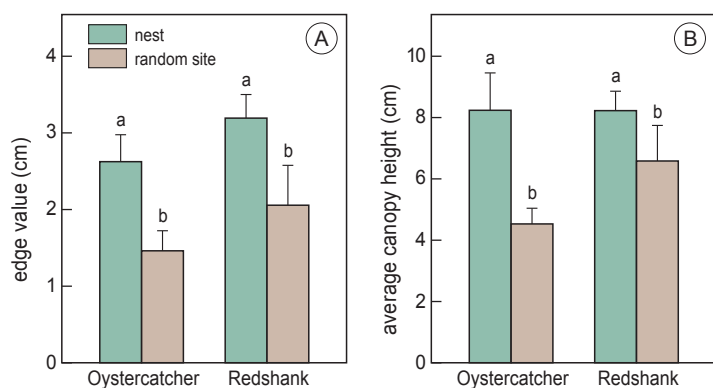 A
nest
random site
edge value (cm)
4
3
2
1
0
a
b
a
b
Oystercatcher
Redshank
B
average canopy height (cm)
10
8
6
4
2
0
a
b
a
b
Oystercatcher
Redshank